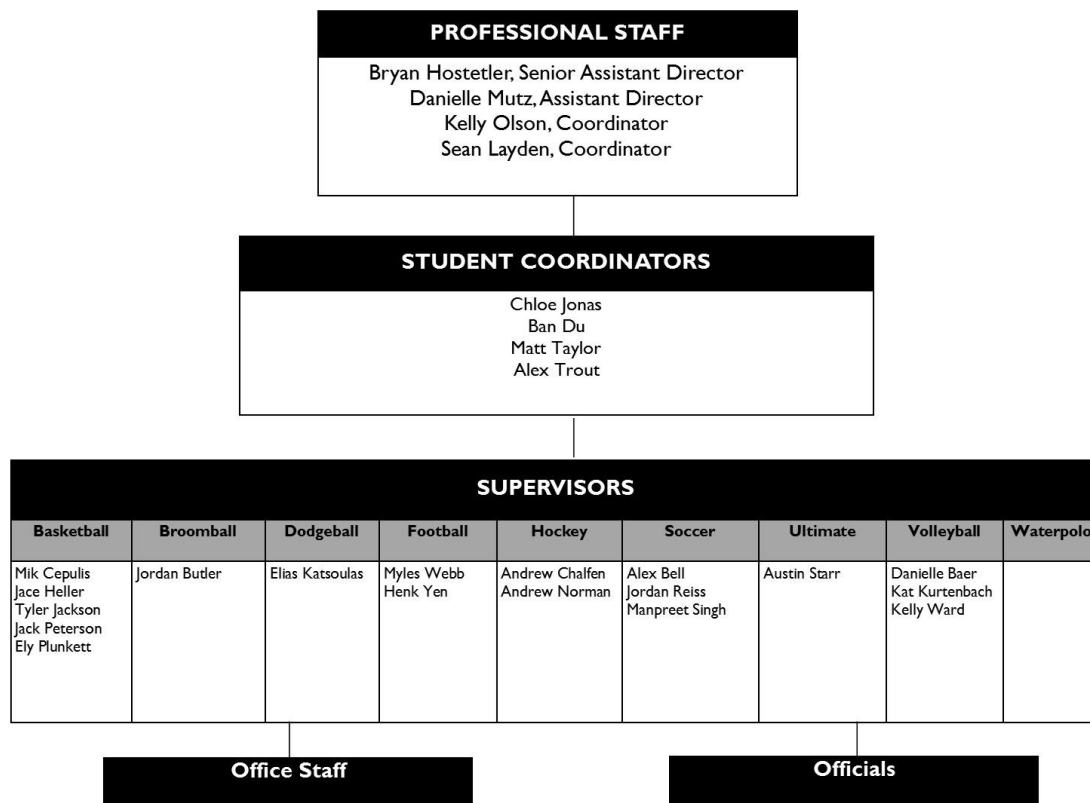 PROFESSIONAL STAFF
Bryan Hostetler, Senior Assistant Director
Danielle Mutz, Assistant Director
Kelly Olson, Coordinator
Sean Layden, Coordinator
STUDENT COORDINATORS
Chloe Jonas
Ban Du
Matt Taylor
Alex Trout
SUPERVISORS
Basketball
Mik Cepulis
Jace Heller
Tyler Jackson
Jack Peterson
Ely Plunkett
Broomball
Jordan Butler
Dodgeball
Elias Katsoulas
Football
Myles Webb
Henk Yen
Hockey
Andrew Chalfen
Andrew Norman
Soccer
Alex Bell
Jordan Reiss
Manpreet Singh
Ultimate
Austin Starr
Volleyball
Danielle Baer
Kat Kurtenbach
Kelly Ward
Waterpolo
Office Staff
Officials